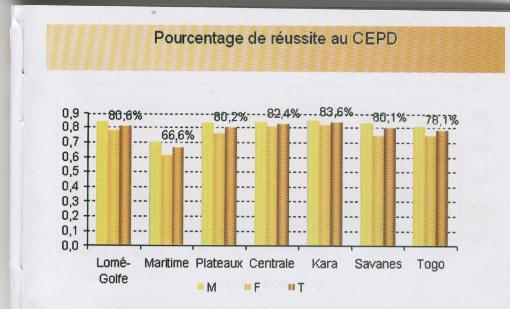 Pourcentage de réussite au CEPD
0,9
0,8
0,7
0,6
0,5
0,4
0,3
0,2
0,1
0,0
80,6%
66,6%
80,2%
82,4%
83,6%
80,1%
78,1%
Lomé-Golfe
Maritime
Plateaux
Centrale
Kara
Savanes
Togo
M F T